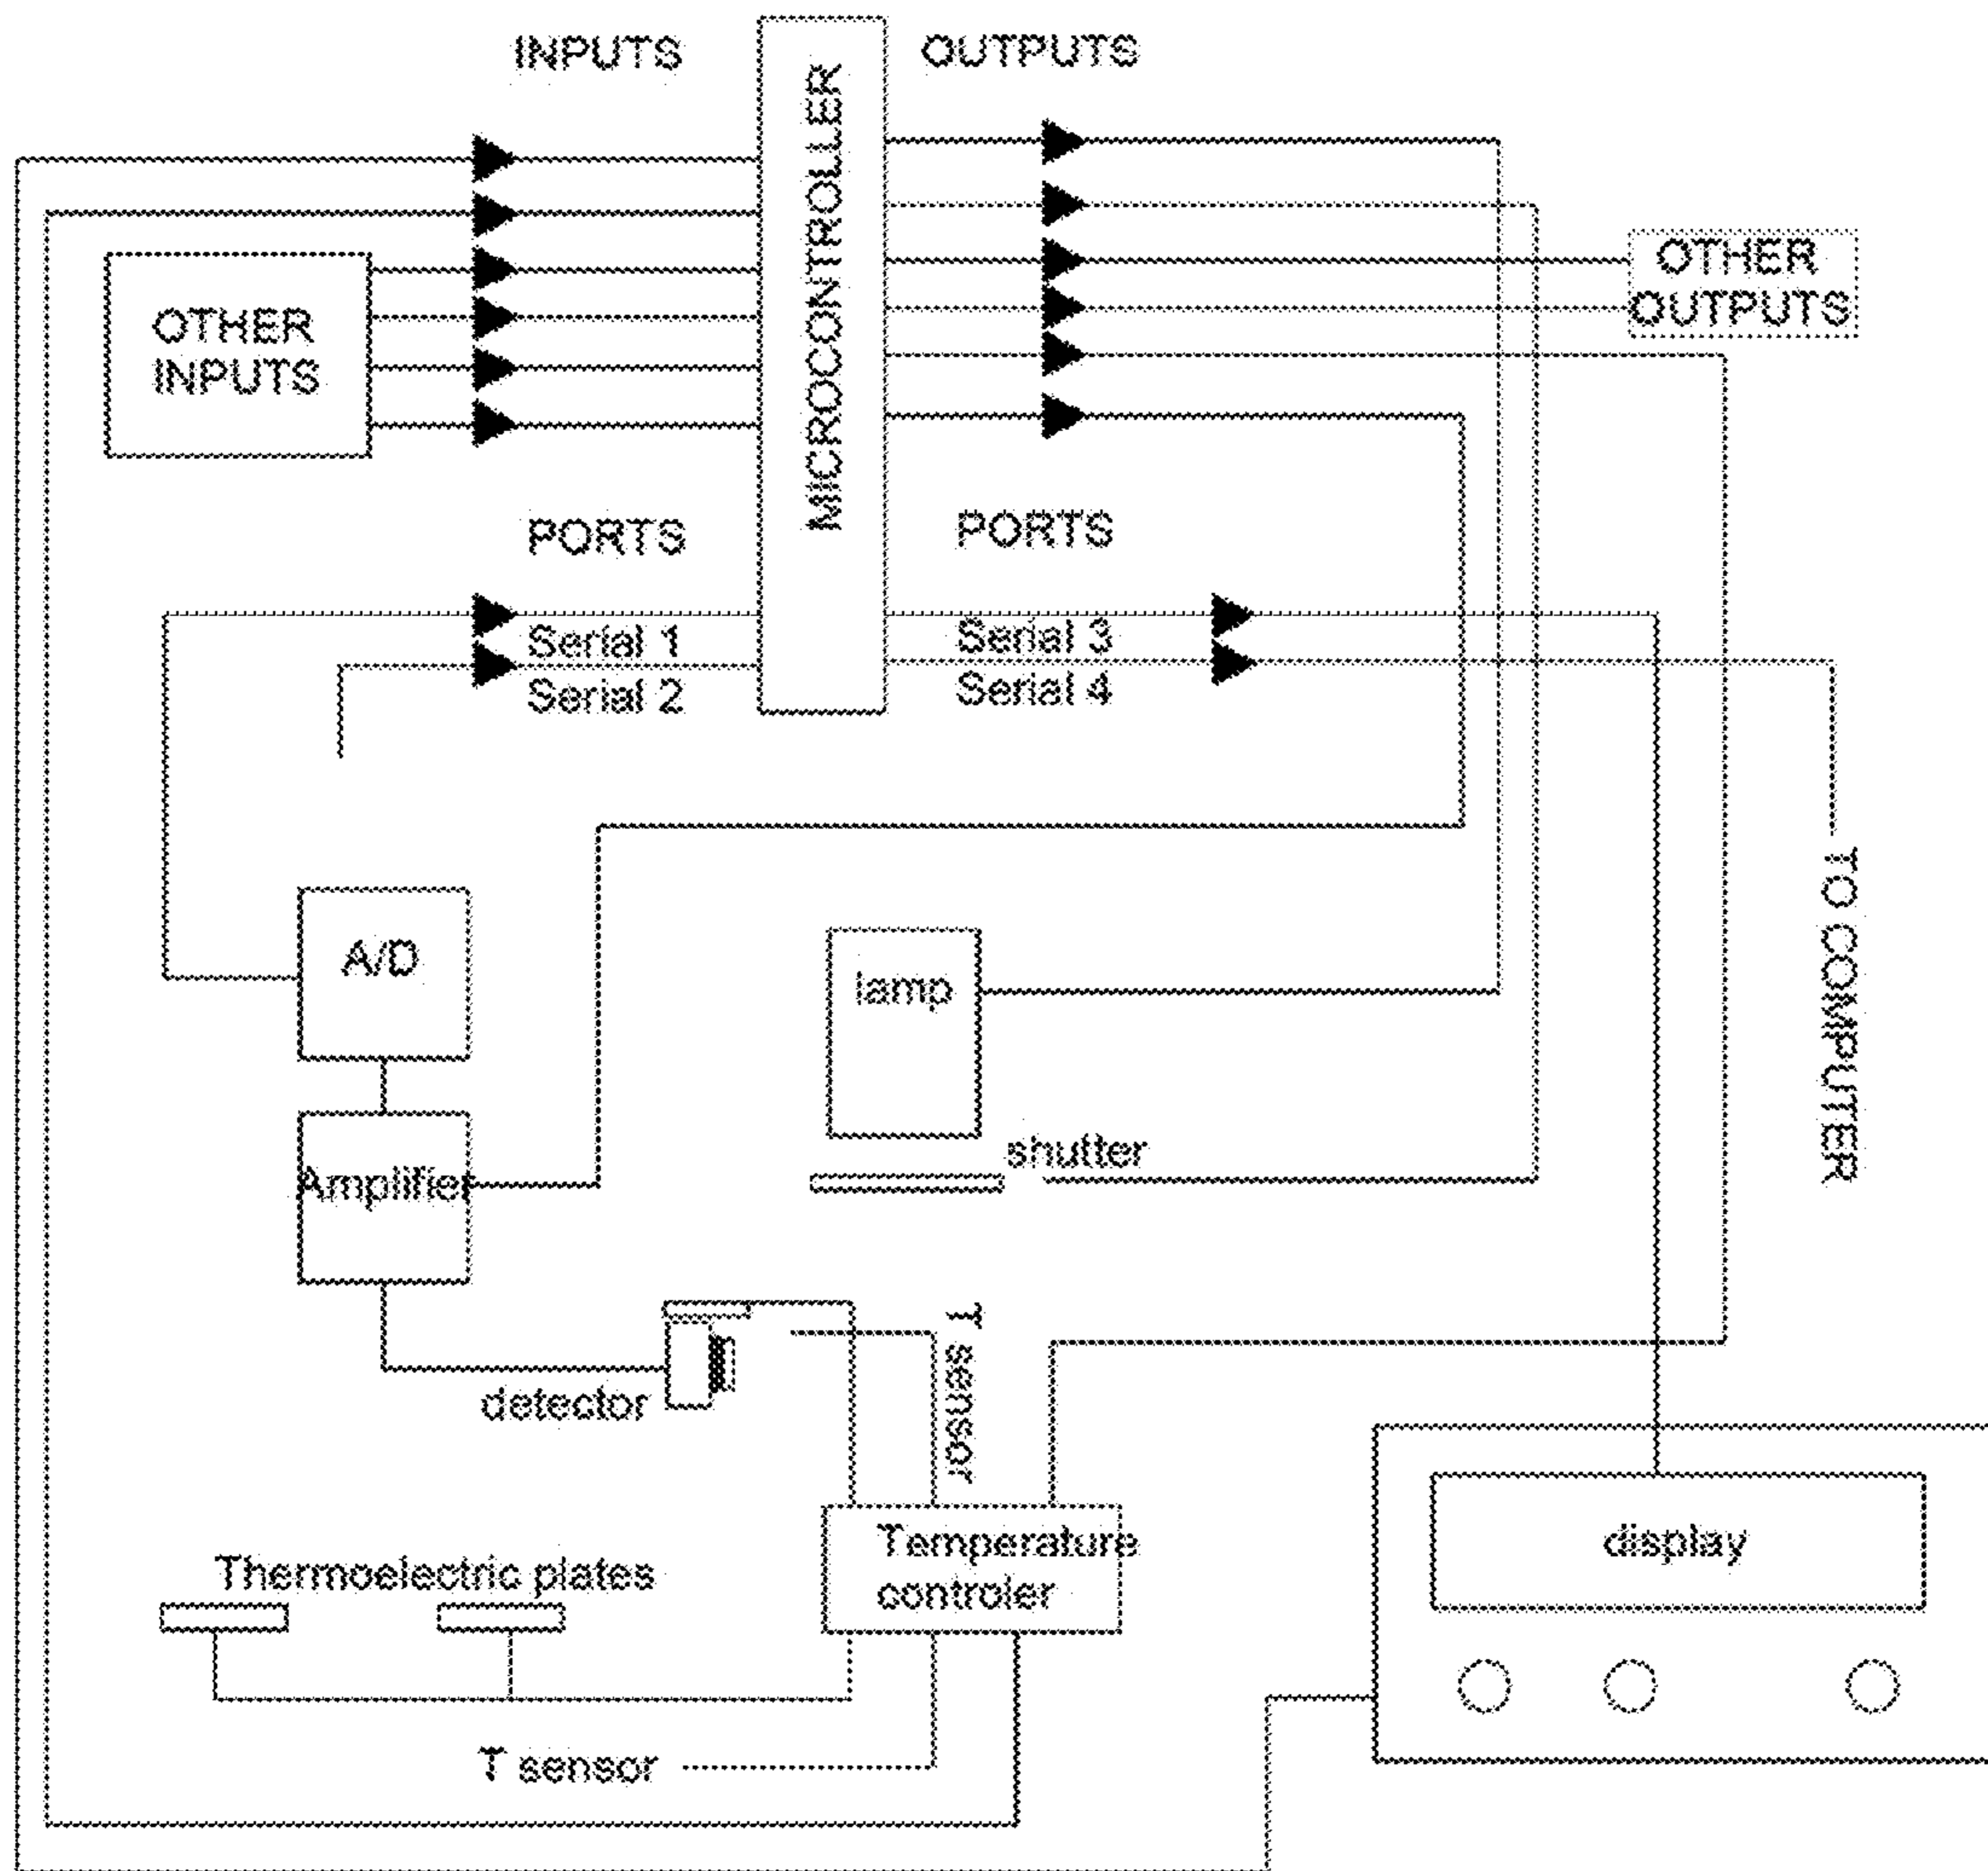 INPUTS
OUTPUTS
MICROCONTROLLER
OTHER
INPUTS
OTHER
OUTPUTS
PORTS
PORTS
Serial 1
Serial 2
Serial 3
Serial 4
TO COMPUTER
A/D
lamp
shutter
Amplifier
T sensor
detector
Temperature
controler
display
Thermoelectric plates
T sensor